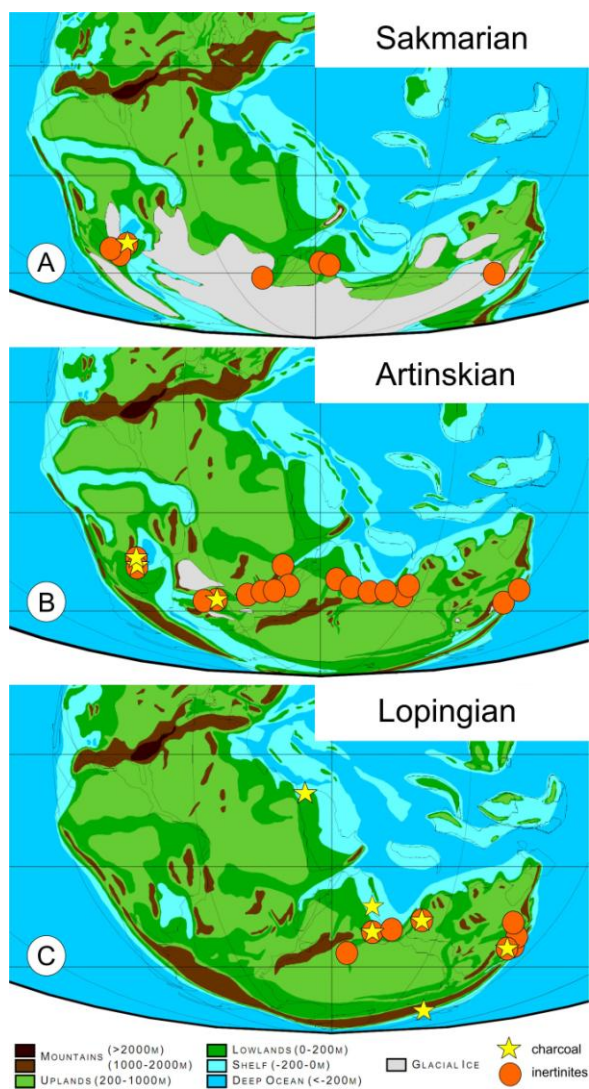 Sakmarian
A
Artinskian
B
Lopingian
C
MOUNTAINS (>2000M)
(1000-2000M)
UPLANDS (200-1000M)
LOWLANDS (0-200M)
SHELF (-200-0M)
DEEP OCEAN (<-200M)
GLACIAL ICE
charcoal
inertinites